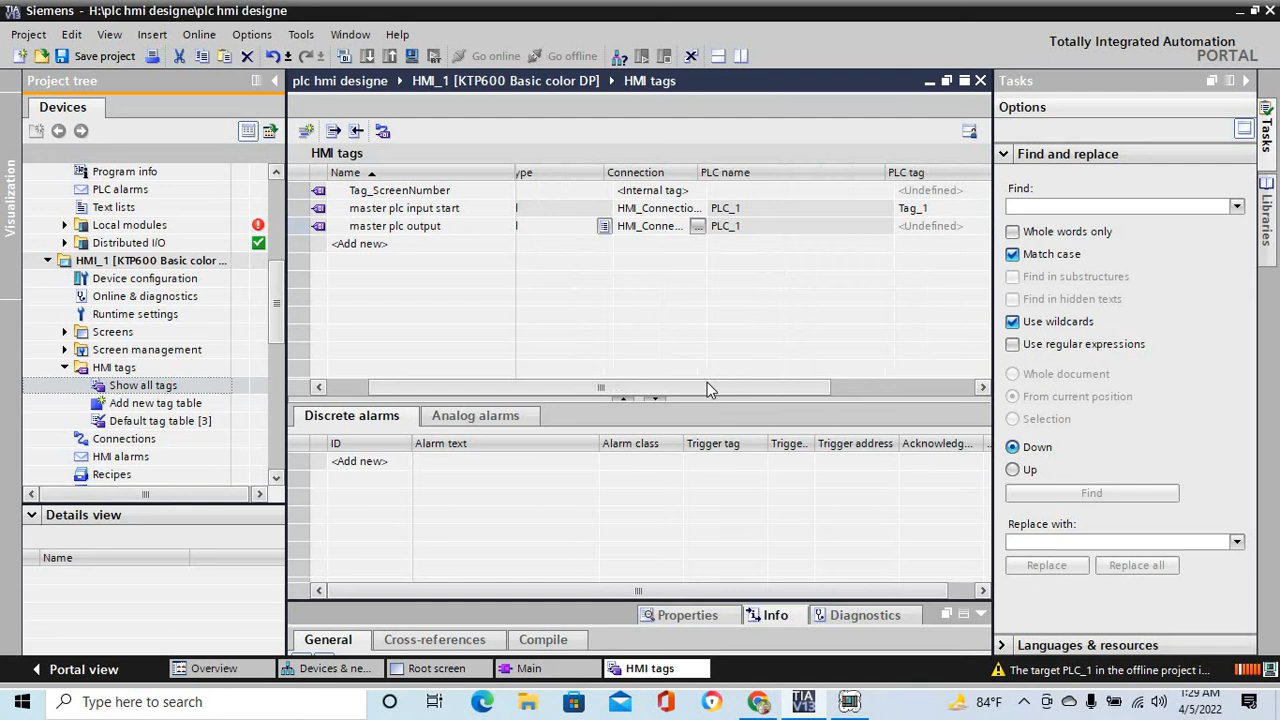 Siemens - H:\plc hmi designe\plc hmi designe
Project Edit View Insert Online Options Tools Window Help
Totally Integrated Automation
PORTAL
Save project
Go online
Go offline
Project tree
Devices
Program info
PLC alarms
Text lists
Local modules
Distributed I/O
HMI_1 [KTP600 Basic color ...
Device configuration
Online & diagnostics
Runtime settings
Screens
Screen management
HMI tags
Show all tags
Add new tag table
Default tag table [3]
Connections
HMI alarms
Recipes
Details view
Name
Visualization
plc hmi designe HMI_1 [KTP600 Basic color DP] HMI tags
HMI tags
Name ype Connection PLC name PLC tag
Tag_ScreenNumber <Internal tag> <Undefined>
master plc input start HMI_Connectio... PLC_1 Tag_1
master plc output HMI_Conne... ... PLC_1 <Undefined>
<Add new>
Discrete alarms Analog alarms
ID Alarm text Alarm class Trigger tag Trigge.. Trigger address Acknowledg...
<Add new>
Properties Info Diagnostics
General Cross-references Compile
Tasks
Options
Find and replace
Find:
Whole words only
Match case
Find in substructures
Find in hidden texts
Use wildcards
Use regular expressions
Whole document
From current position
Selection
Down
Up
Find
Replace with:
Replace Replace all
Languages & resources
Tasks
Libraries
Portal view Overview Devices & ne... Root screen Main HMI tags The target PLC_1 in the offline project i...
Type here to search
84°F
1:29 AM
4/5/2022